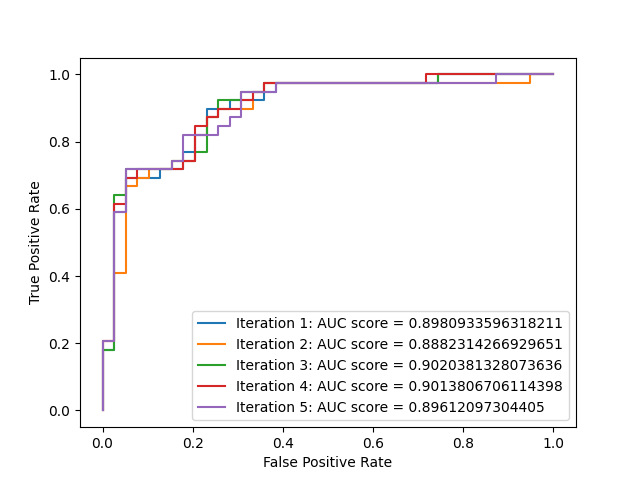 1.0
0.8
0.6
0.4
0.2
0.0
True Positive Rate
Iteration 1: AUC score = 0.8980933596318211
Iteration 2: AUC score = 0.8882314266929651
Iteration 3: AUC score = 0.9020381328073636
Iteration 4: AUC score = 0.9013806706114398
Iteration 5: AUC score = 0.89612097304405
0.0 0.2 0.4 0.6 0.8 1.0
False Positive Rate